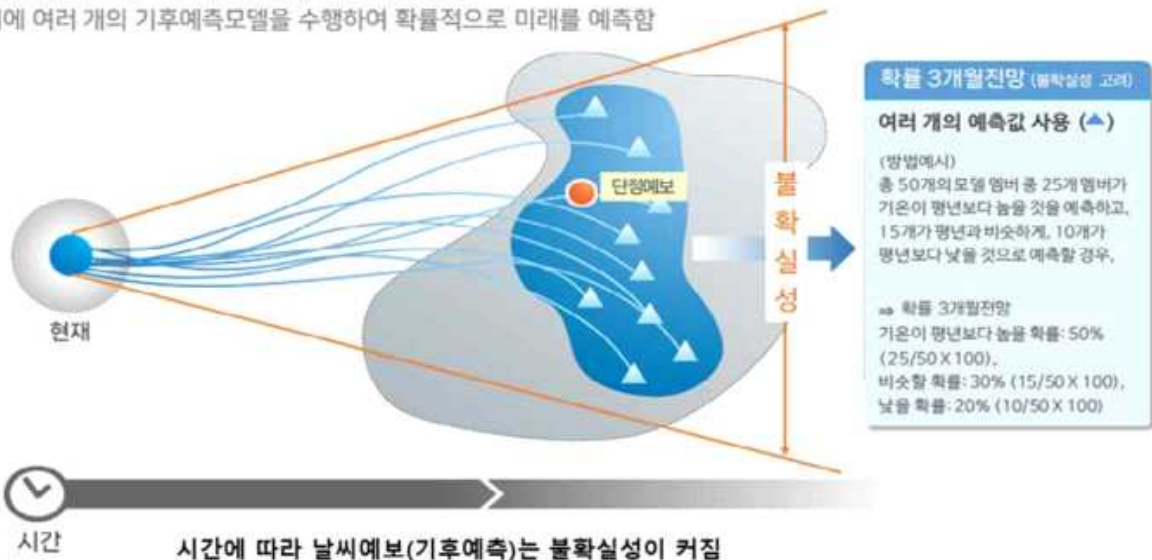 에 여러 개의 기후예측모델을 수행하여 확률적으로 미래를 예측함
확률 3개월전망 (불확실성 고려)
여러 개의 예측값 사용 (▲)
(방법예시)
총 50개의 모델 멤버 중 25개 멤버가
기온이 평년보다 높을 것을 예측하고,
15개가 평년과 비슷하게, 10개가
평년보다 낮을 것으로 예측할 경우,
⇒ 확률 3개월전망
기온이 평년보다 높을 확률: 50%
(25/50 X 100),
비슷할 확률: 30% (15/50 X 100),
낮을 확률: 20% (10/50 X 100)
단정예보
불확실성
현재
시간
시간에 따라 날씨예보(기후예측)는 불확실성이 커짐